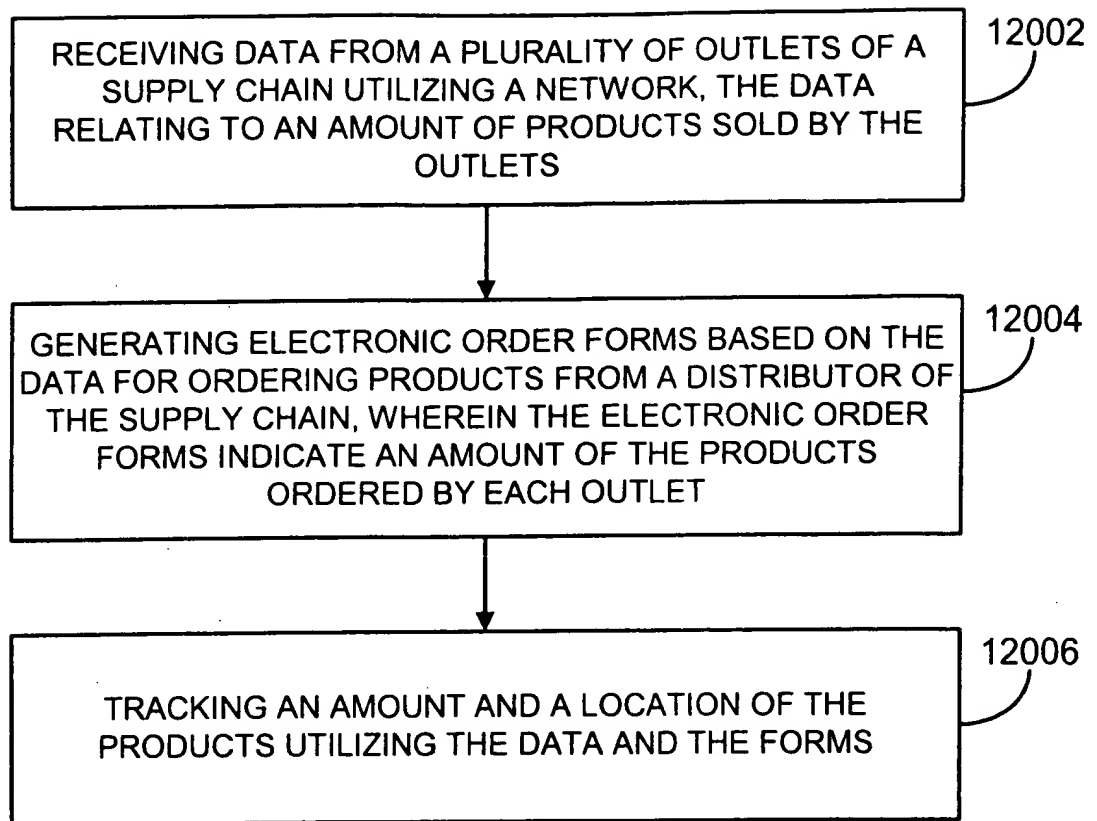 RECEIVING DATA FROM A PLURALITY OF OUTLETS OF A
SUPPLY CHAIN UTILIZING A NETWORK, THE DATA
RELATING TO AN AMOUNT OF PRODUCTS SOLD BY THE
OUTLETS
12002
GENERATING ELECTRONIC ORDER FORMS BASED ON THE
DATA FOR ORDERING PRODUCTS FROM A DISTRIBUTOR OF
THE SUPPLY CHAIN, WHEREIN THE ELECTRONIC ORDER
FORMS INDICATE AN AMOUNT OF THE PRODUCTS
ORDERED BY EACH OUTLET
12004
TRACKING AN AMOUNT AND A LOCATION OF THE
PRODUCTS UTILIZING THE DATA AND THE FORMS
12006